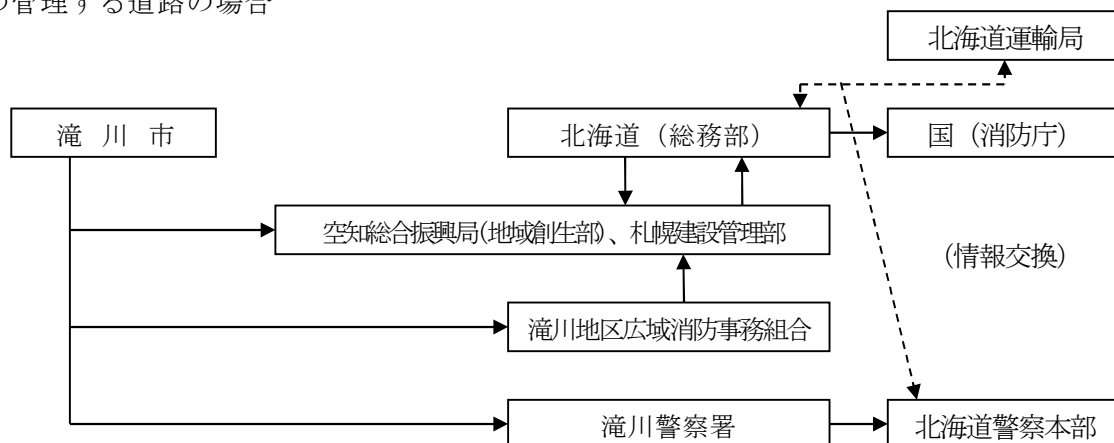 の管理する道路の場合
北海道運輸局
滝 川 市
北海道（総務部）
国（消防庁）
空知総合振興局(地域創生部)、札幌建設管理部
（情報交換）
滝川地区広域消防事務組合
滝川警察署
北海道警察本部